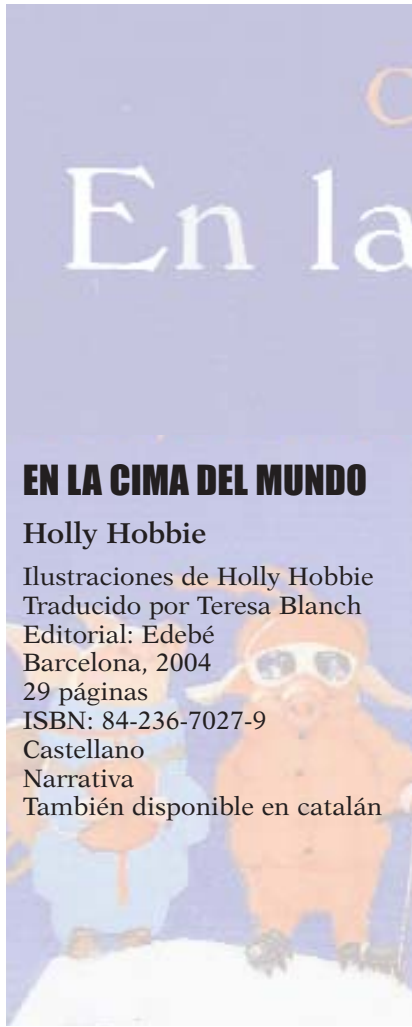 En la
EN LA CIMA DEL MUNDO
Holly Hobbie
Ilustraciones de Holly Hobbie
Traducido por Teresa Blanch
Editorial: Edebé
Barcelona, 2004
29 páginas
ISBN: 84-236-7027-9
Castellano
Narrativa
También disponible en catalán